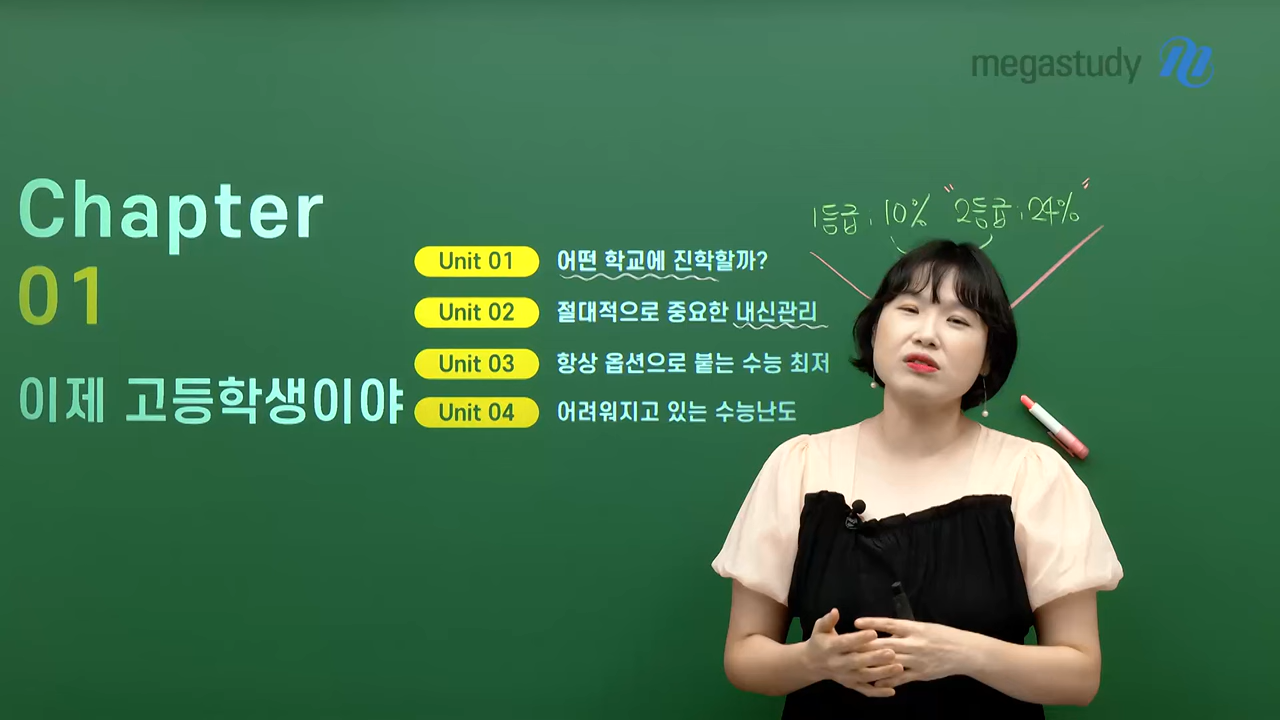 megastudy
Chapter
01
이제 고등학생이야
Unit 01 어떤 학교에 진학할까?
Unit 02 절대적으로 중요한 내신관리
Unit 03 항상 옵션으로 붙는 수능 최저
Unit 04 어려워지고 있는 수능난도
1등급 : 10% "2등급 : 24%"